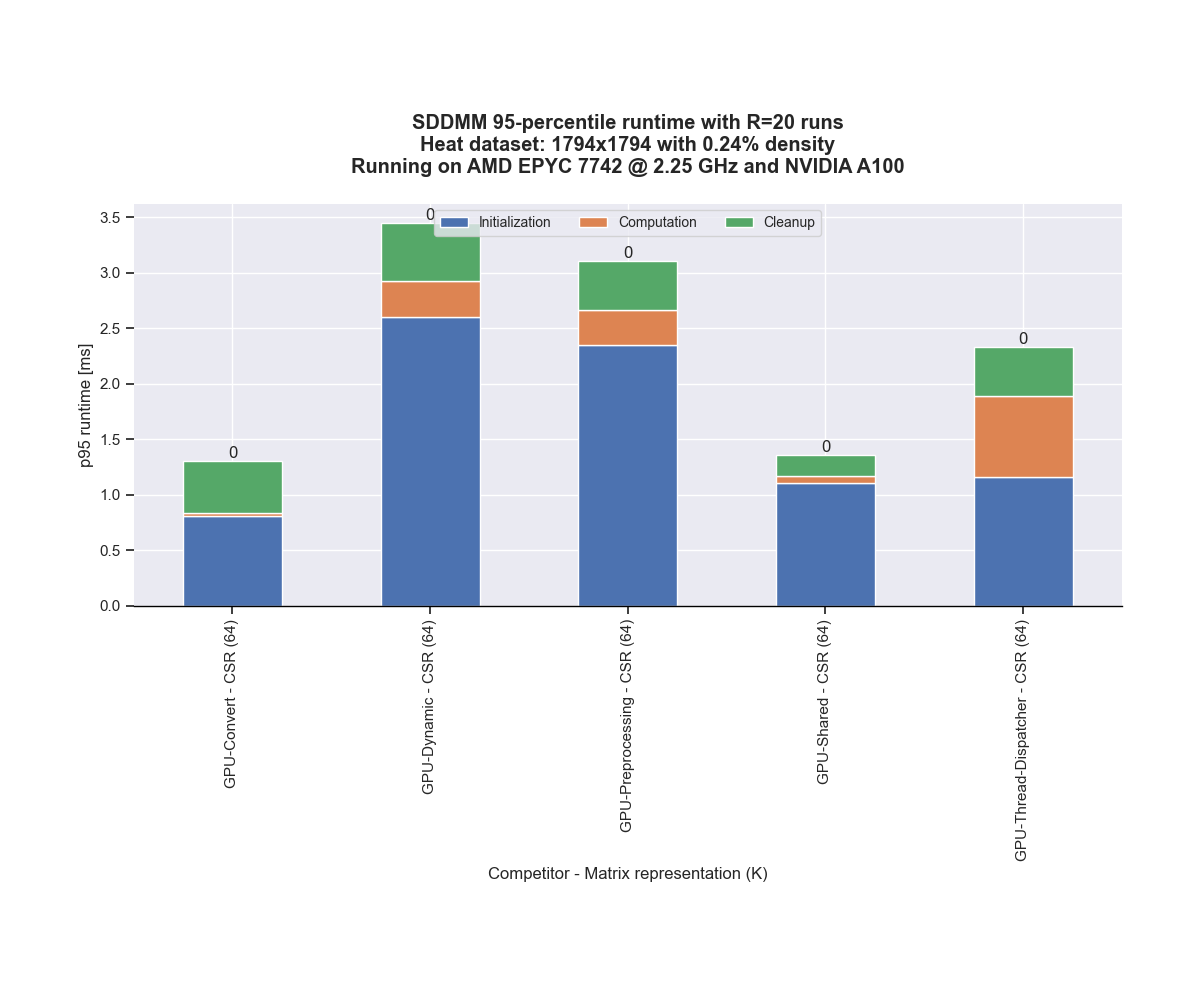 SDDMM 95-percentile runtime with R=20 runs
Heat dataset: 1794x1794 with 0.24% density
Running on AMD EPYC 7742 @ 2.25 GHz and NVIDIA A100
Initialization
Computation
Cleanup
p95 runtime [ms]
3.5
3.0
2.5
2.0
1.5
1.0
0.5
0.0
0
0
0
0
0
GPU-Convert - CSR (64)
GPU-Dynamic - CSR (64)
GPU-Preprocessing - CSR (64)
GPU-Shared - CSR (64)
GPU-Thread-Dispatcher - CSR (64)
Competitor - Matrix representation (K)